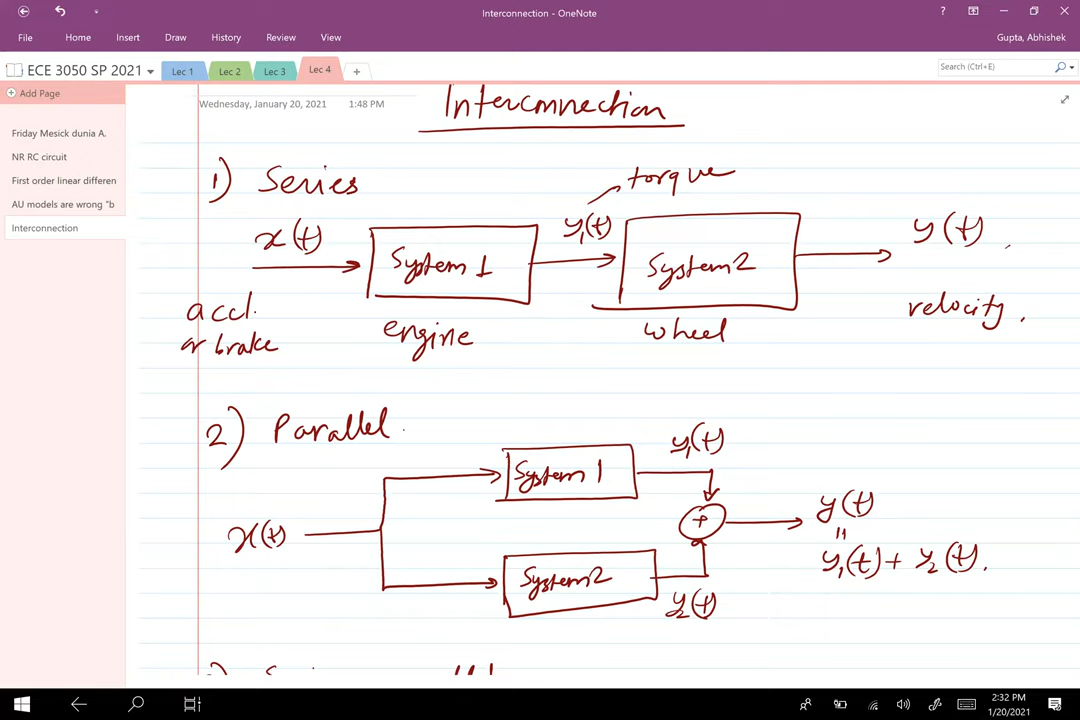 Interconnection - OneNote
?
File Home Insert Draw History Review View
Gupta, Abhishek
ECE 3050 SP 2021
Lec 1
Lec 2
Lec 3
Lec 4
+
Search (Ctrl+E)
Add Page
Friday Mesick dunia A.
NR RC circuit
First order linear differen
AU models are wrong "b
Interconnection
Wednesday, January 20, 2021 1:48 PM
Interconnection
1) Series
torque
x(t)
y₁(t)
y(t)
System 1
System 2
accl.
or brake
engine
wheel
velocity.
2) Parallel
y₁(t)
System 1
x(t)
+
y(t)
=
y₁(t) + y₂(t).
System 2
y₂(t)
2:32 PM
1/20/2021